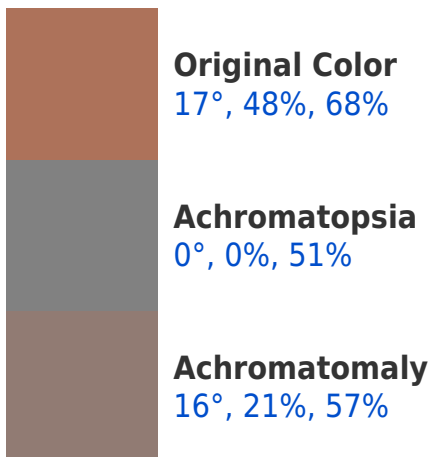 Original Color
17°, 48%, 68%
Achromatopsia
0°, 0%, 51%
Achromatomaly
16°, 21%, 57%